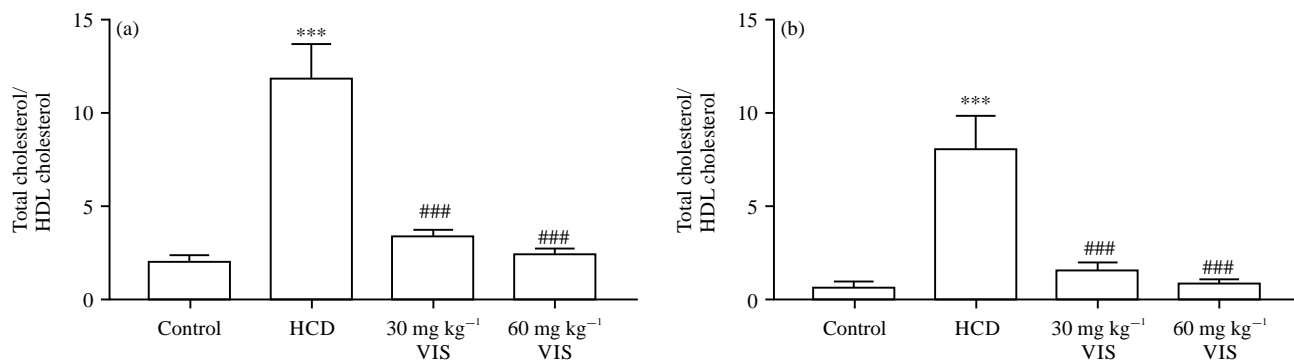 (a)
Total cholesterol/
HDL cholesterol
15
10
5
0
***
###
###
Control
HCD
30 mg kg⁻¹
VIS
60 mg kg⁻¹
VIS
(b)
Total cholesterol/
HDL cholesterol
15
10
5
0
***
###
###
Control
HCD
30 mg kg⁻¹
VIS
60 mg kg⁻¹
VIS